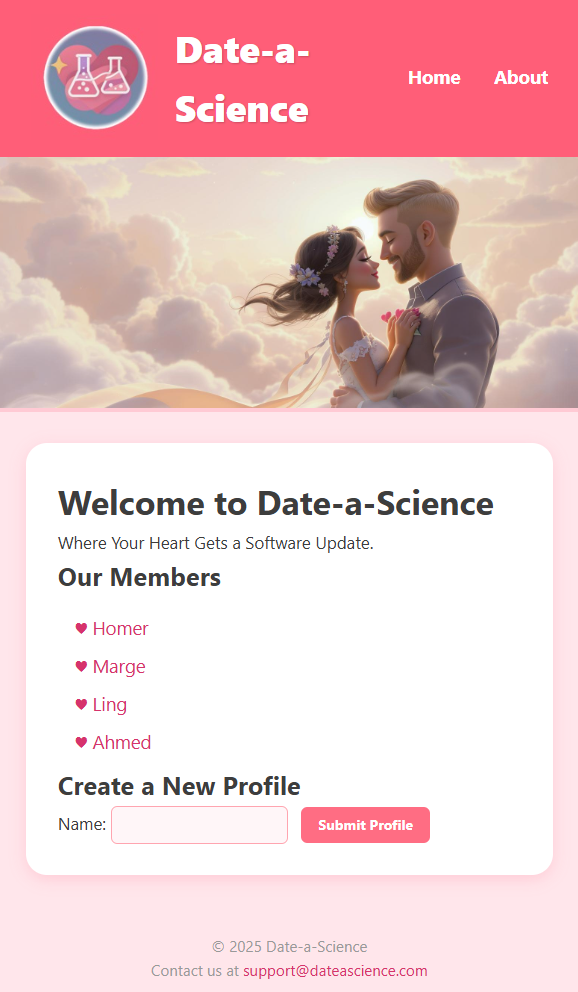 Date-a-
Science
Home
About
Welcome to Date-a-Science
Where Your Heart Gets a Software Update.
Our Members
Homer
Marge
Ling
Ahmed
Create a New Profile
Name:
Submit Profile
© 2025 Date-a-Science
Contact us at support@dateascience.com